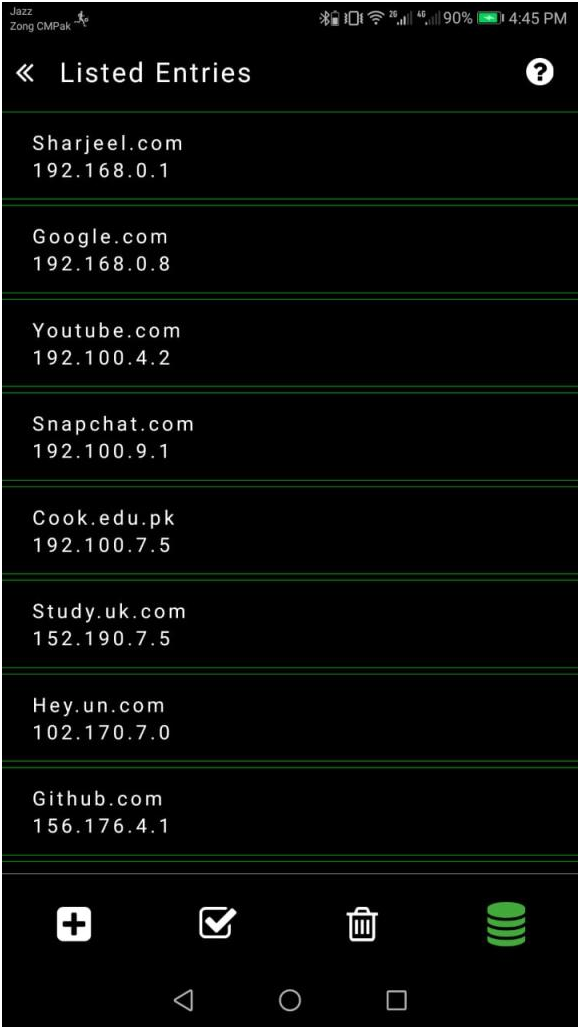 Jazz
Zong CMPak
2G
4G
90%
4:45 PM
Listed Entries
Sharjeel.com
192.168.0.1
Google.com
192.168.0.8
Youtube.com
192.100.4.2
Snapchat.com
192.100.9.1
Cook.edu.pk
192.100.7.5
Study.uk.com
152.190.7.5
Hey.un.com
102.170.7.0
Github.com
156.176.4.1